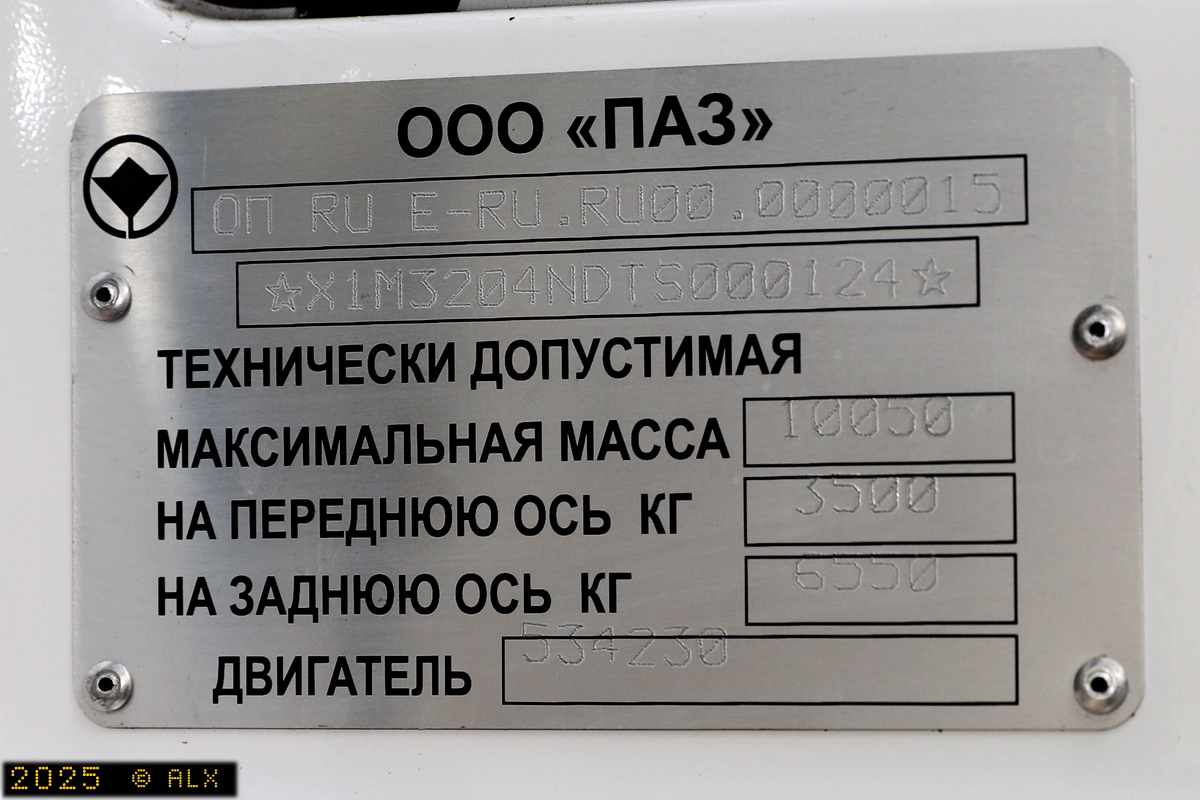 ООО «ПАЗ»
ОП RU E-RU.RU00.0000015
☆X1M3204NDTS000124☆
ТЕХНИЧЕСКИ ДОПУСТИМАЯ
МАКСИМАЛЬНАЯ МАССА 10050
НА ПЕРЕДНЮЮ ОСЬ КГ 3500
НА ЗАДНЮЮ ОСЬ КГ 6550
ДВИГАТЕЛЬ 534230
2025 © ALX